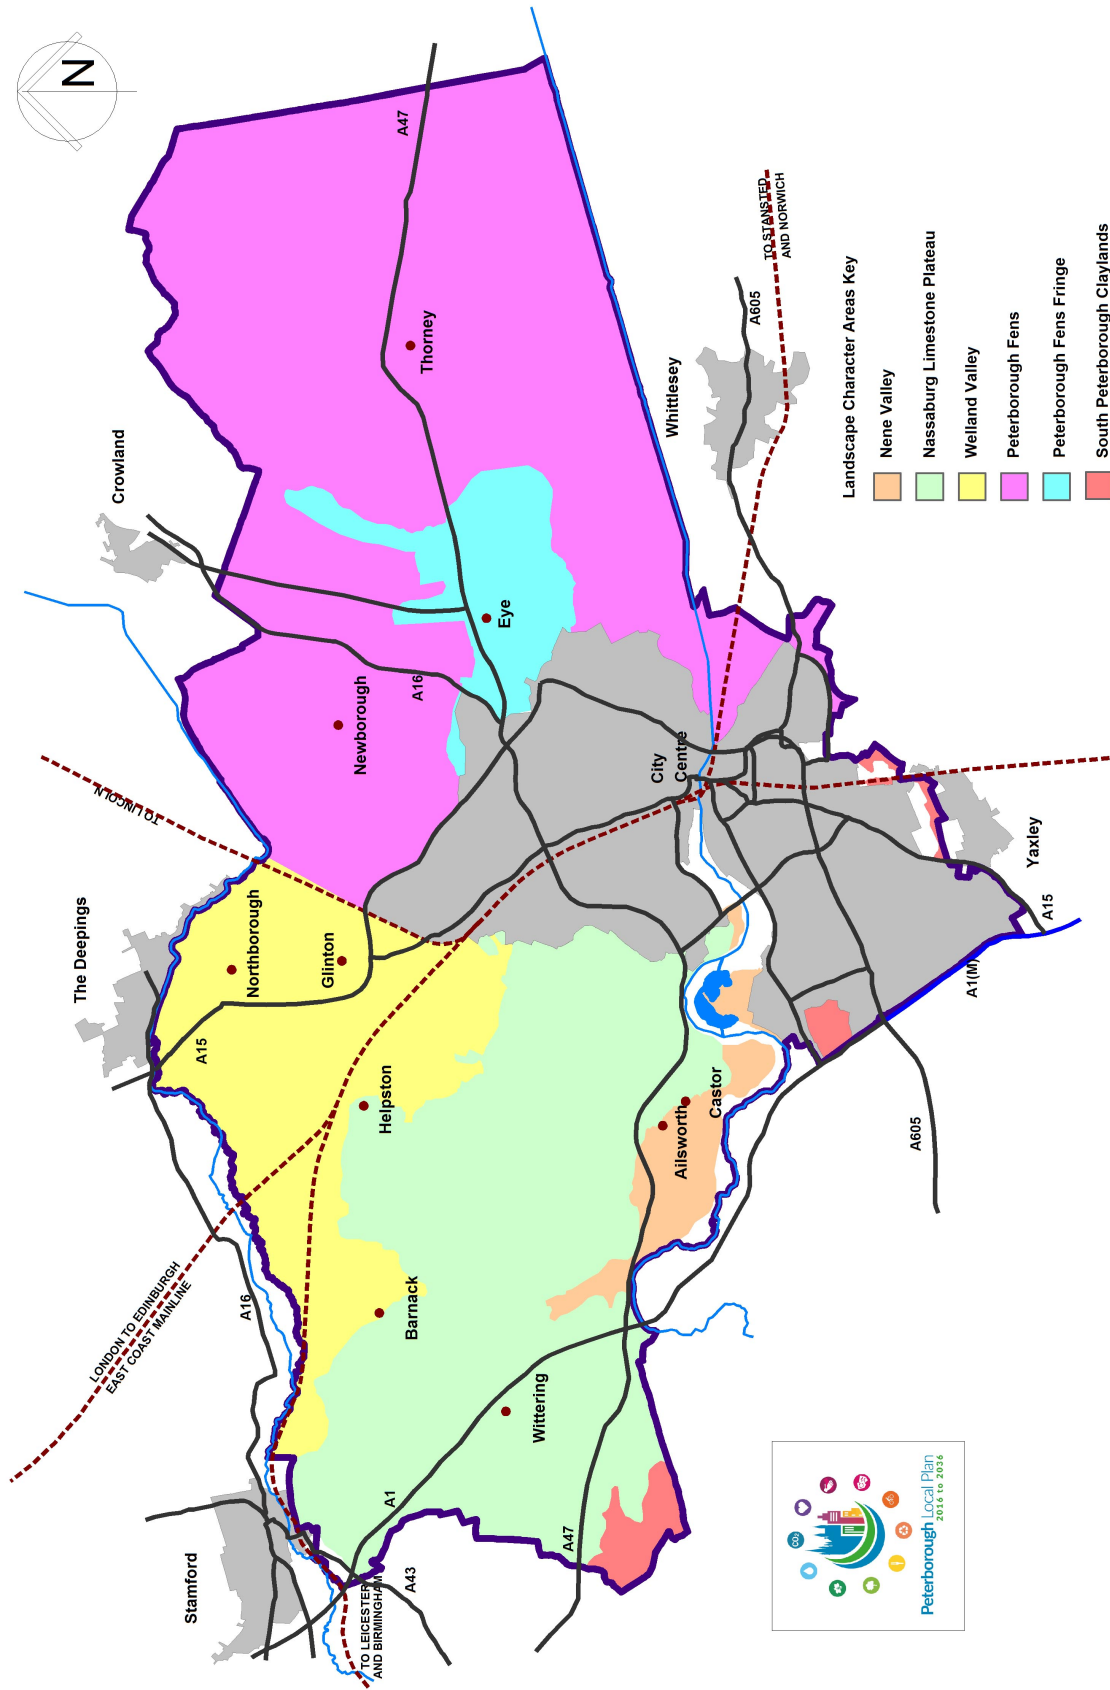 N
A47
Thorney
Crowland
Whittlesey
A605
TO STANSTED
AND NORWICH
Eye
A16
Newborough
TO LINCOLN
City
Centre
The Deepings
Northborough
Glinton
A15
Yaxley
A15
A1(M)
Helpston
Ailsworth
Castor
A605
LONDON TO EDINBURGH
EAST COAST MAINLINE
A16
Barnack
Wittering
A1
A47
A43
Stamford
TO LEICESTER
AND BIRMINGHAM
Landscape Character Areas Key
Nene Valley
Nassaburg Limestone Plateau
Welland Valley
Peterborough Fens
Peterborough Fens Fringe
South Peterborough Claylands
CO2
Peterborough Local Plan
2016 to 2036